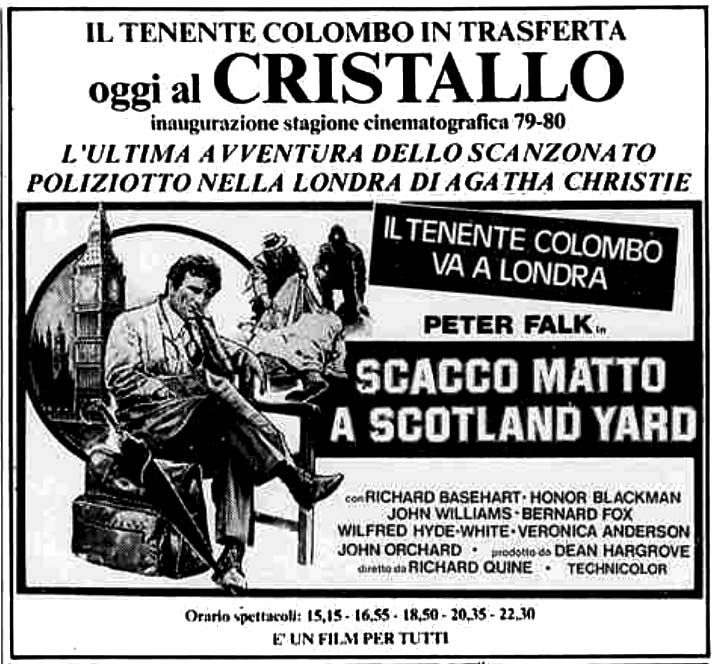 IL TENENTE COLOMBO IN TRASFERTA
oggi al CRISTALLO
inaugurazione stagione cinematografica 79-80
L'ULTIMA AVVENTURA DELLO SCANZONATO
POLIZIOTTO NELLA LONDRA DI AGATHA CHRISTIE
IL TENENTE COLOMBO
VA A LONDRA
PETER FALK in
SCACCO MATTO
A SCOTLAND YARD
con RICHARD BASEHART · HONOR BLACKMAN
JOHN WILLIAMS · BERNARD FOX
WILFRED HYDE-WHITE · VERONICA ANDERSON
JOHN ORCHARD · prodotto da DEAN HARGROVE
diretto da RICHARD QUINE · TECHNICOLOR
Orario spettacoli: 15,15 - 16,55 - 18,50 - 20,35 - 22,30
E' UN FILM PER TUTTI